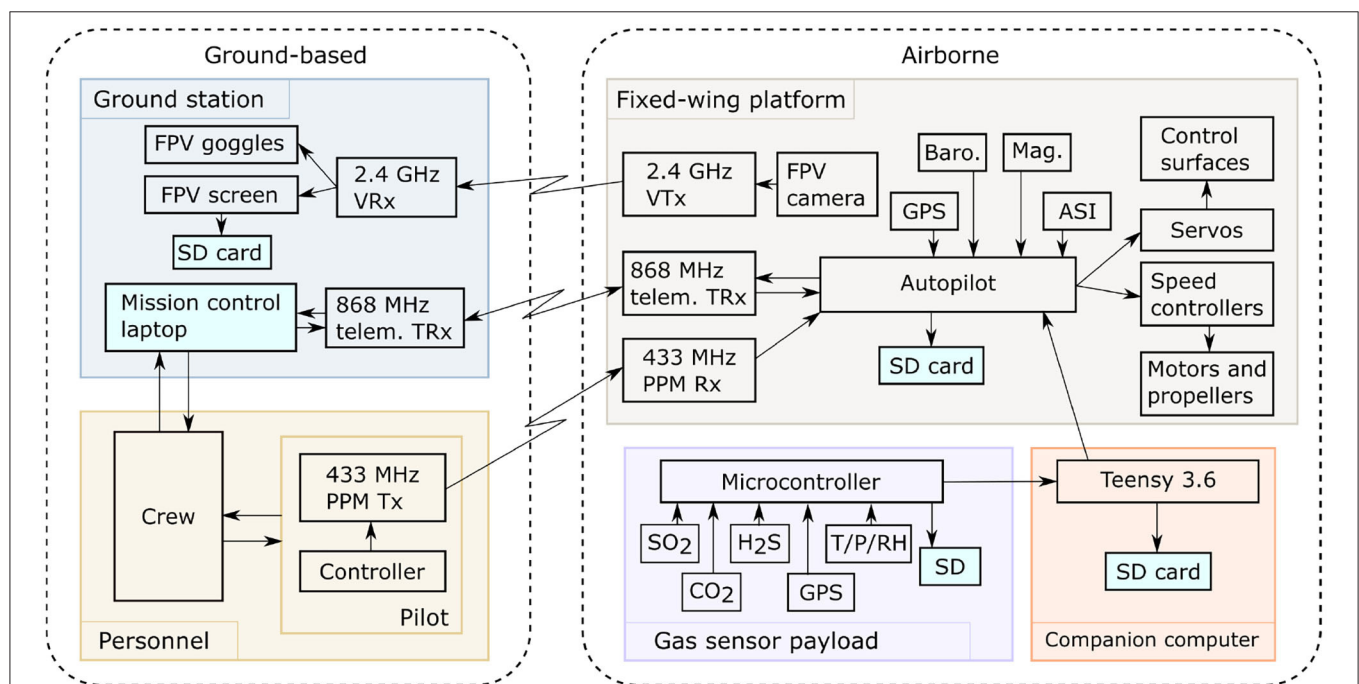 Ground-based
Ground station
FPV goggles
FPV screen
SD card
2.4 GHz
VRx
Mission control
laptop
868 MHz
telem. TRx
Crew
433 MHz
PPM Tx
Controller
Pilot
Personnel
Airborne
Fixed-wing platform
2.4 GHz
VTx
FPV
camera
Baro.
Mag.
GPS
ASI
Control
surfaces
Servos
868 MHz
telem. TRx
Autopilot
Speed
controllers
433 MHz
PPM Rx
SD card
Motors and
propellers
Microcontroller
SO2
H2S
T/P/RH
CO2
GPS
SD
Gas sensor payload
Teensy 3.6
SD card
Companion computer